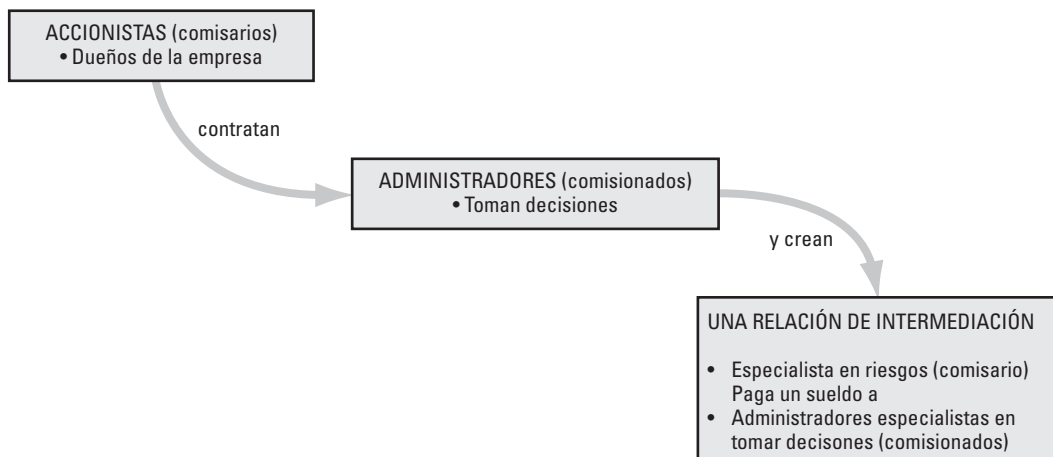 ACCIONISTAS (comisarios)
• Dueños de la empresa
contratan
ADMINISTRADORES (comisionados)
• Toman decisiones
y crean
UNA RELACIÓN DE INTERMEDIACIÓN
• Especialista en riesgos (comisario)
Paga un sueldo a
• Administradores especialistas en
tomar decisones (comisionados)